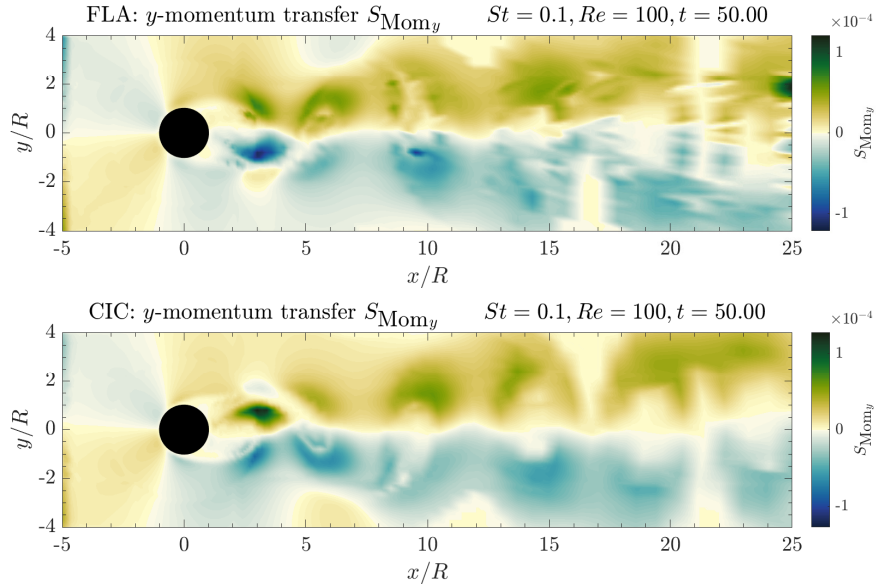 FLA: y-momentum transfer S_Mom_y St = 0.1, Re = 100, t = 50.00
×10⁻⁴
4
2
0
-2
-4
y/R
-5 0 5 10 15 20 25
x/R
1
0
-1
S_Mom_y
CIC: y-momentum transfer S_Mom_y St = 0.1, Re = 100, t = 50.00
×10⁻⁴
4
2
0
-2
-4
y/R
-5 0 5 10 15 20 25
x/R
1
0
-1
S_Mom_y